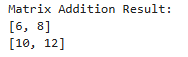 Matrix Addition Result:
[6, 8]
[10, 12]